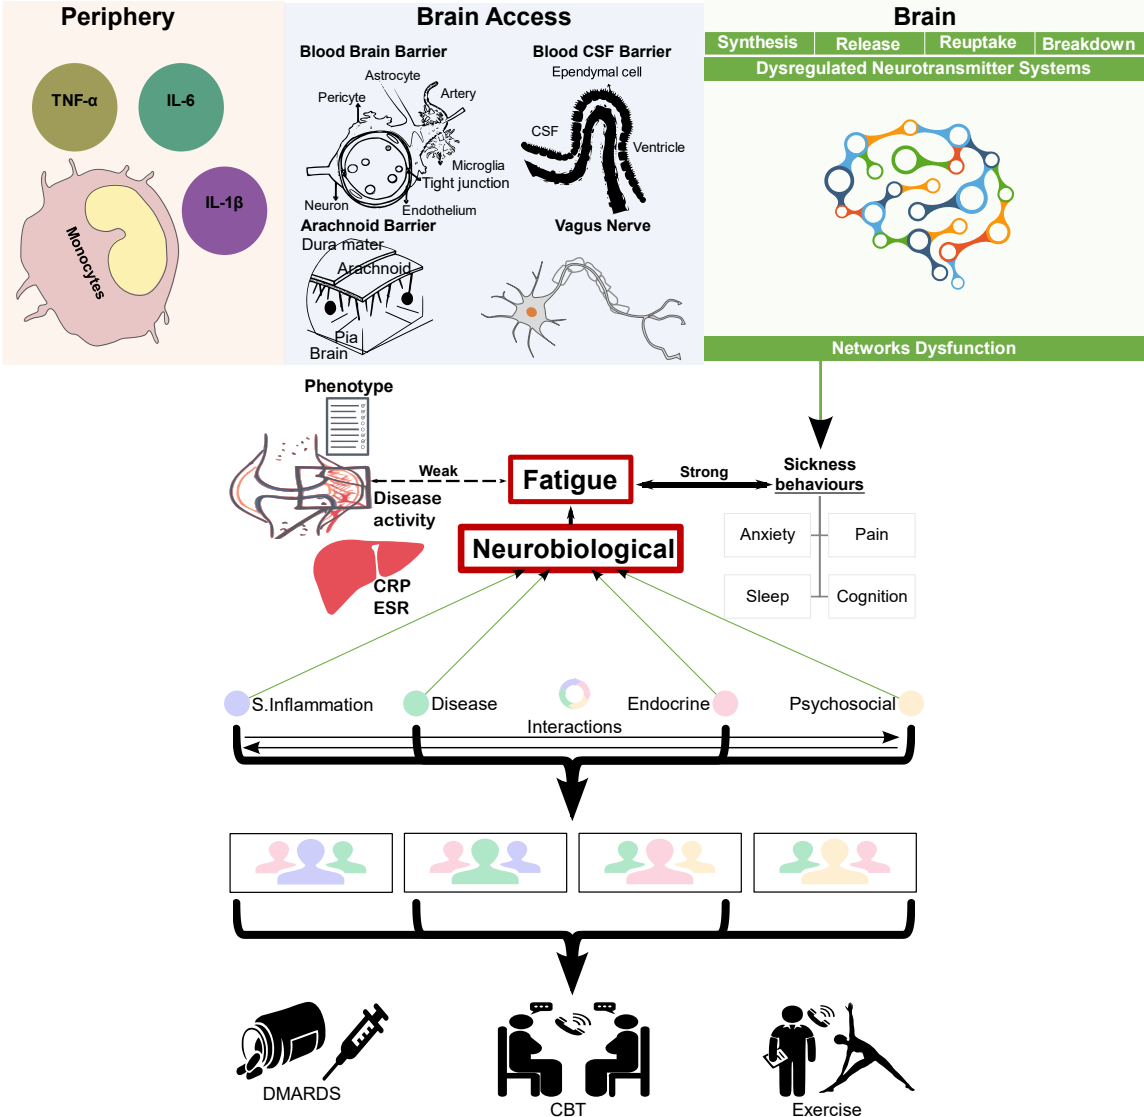 Periphery
TNF-α
IL-6
IL-1β
Monocytes
Brain Access
Blood Brain Barrier
Astrocyte
Pericyte
Artery
Microglia
Tight junction
Neuron
Endothelium
Blood CSF Barrier
Ependymal cell
CSF
Ventricle
Arachnoid Barrier
Dura mater
Arachnoid
Pia
Brain
Vagus Nerve
Brain
Synthesis
Release
Reuptake
Breakdown
Dysregulated Neurotransmitter Systems
Networks Dysfunction
Phenotype
Weak
Disease
activity
CRP
ESR
Fatigue
Strong
Sickness
behaviours
Neurobiological
Anxiety
Pain
Sleep
Cognition
S.Inflammation
Disease
Interactions
Endocrine
Psychosocial
DMARDS
CBT
Exercise